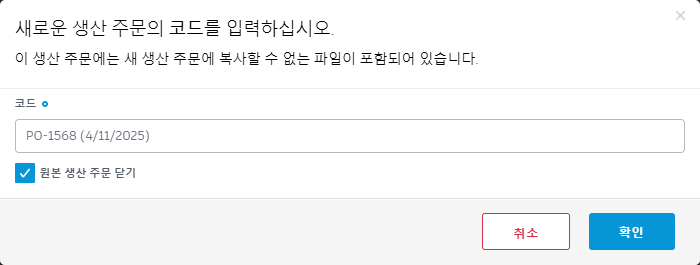 새로운 생산 주문의 코드를 입력하십시오.
이 생산 주문에는 새 생산 주문에 복사할 수 없는 파일이 포함되어 있습니다.
코드
PO-1568 (4/11/2025)
원본 생산 주문 닫기
취소
확인